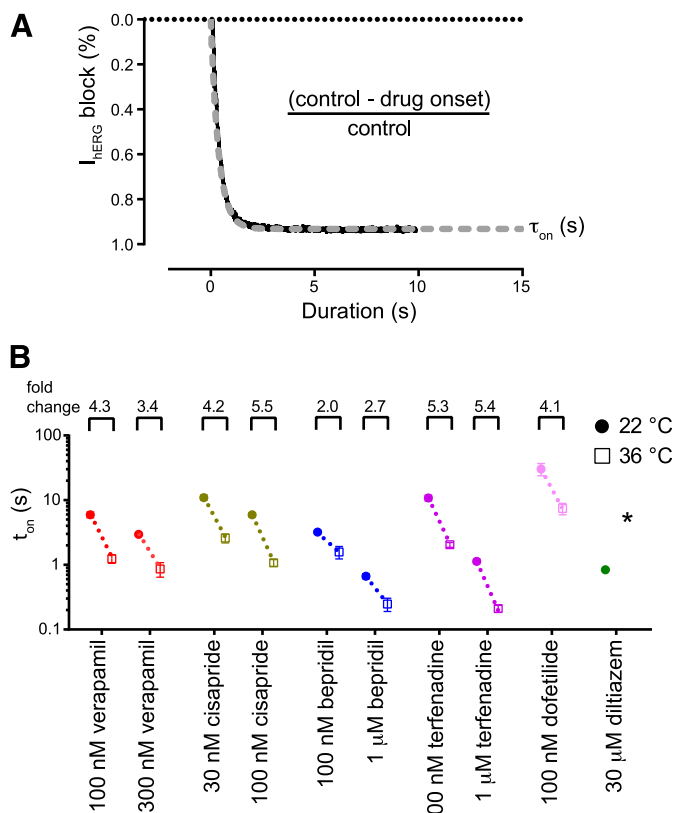 A
I hERG block (%)
0.0
0.2
0.4
0.6
0.8
1.0
(control - drug onset)
control
τon (s)
0
5
10
15
Duration (s)
B
fold
change
4.3
3.4
4.2
5.5
2.0
2.7
5.3
5.4
4.1
22 °C
36 °C
ton (s)
100
10
1
0.1
*
100 nM verapamil
300 nM verapamil
30 nM cisapride
100 nM cisapride
100 nM bepridil
1 μM bepridil
00 nM terfenadine
1 μM terfenadine
100 nM dofetilide
30 μM diltiazem